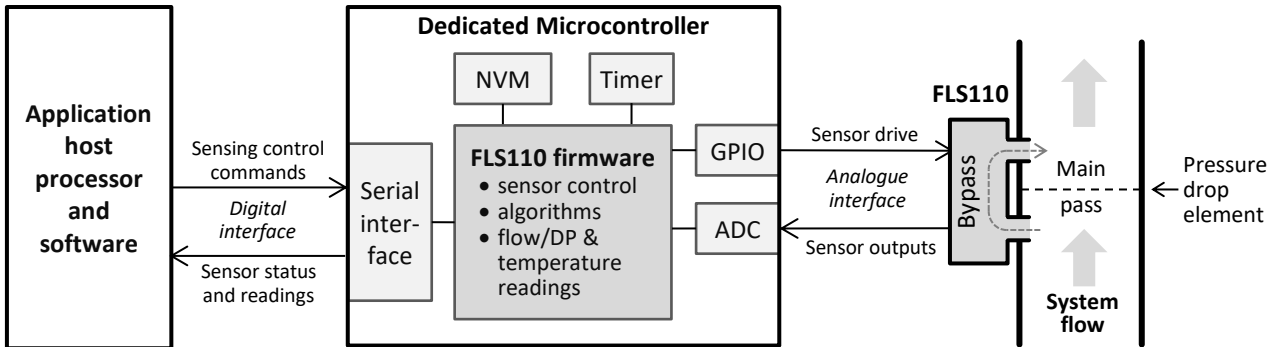 Application
host
processor
and
software
Sensing control
commands
Digital
interface
Sensor status
and readings
Dedicated Microcontroller
NVM
Timer
Serial
inter-
face
FLS110 firmware
• sensor control
• algorithms
• flow/DP &
temperature
readings
GPIO
ADC
Sensor drive
Analogue
interface
Sensor outputs
FLS110
Bypass
Main
pass
System
flow
Pressure
drop
element